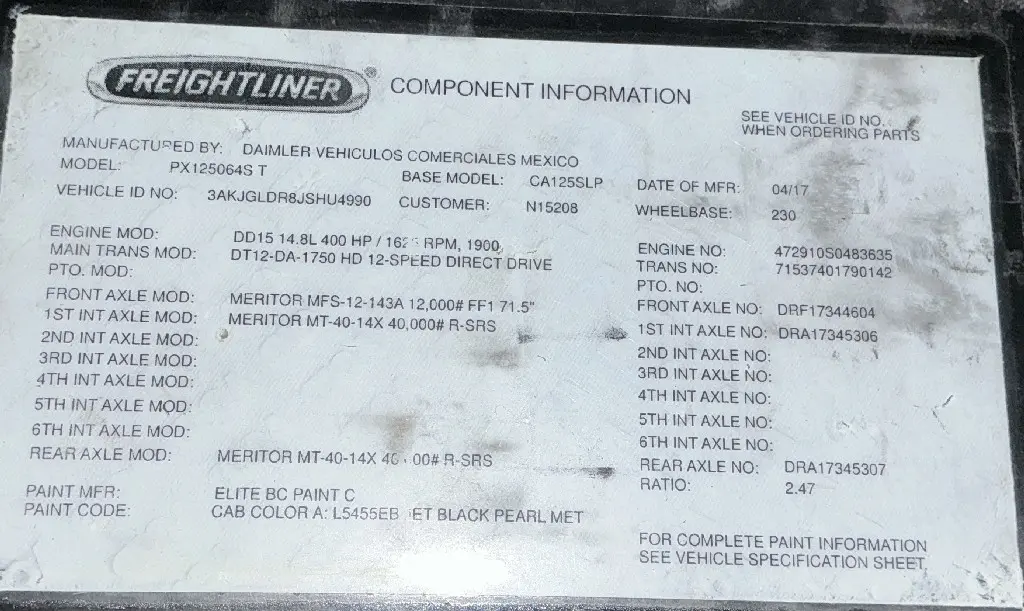 FREIGHTLINER® COMPONENT INFORMATION
SEE VEHICLE ID NO.
WHEN ORDERING PARTS
MANUFACTURED BY: DAIMLER VEHICULOS COMERCIALES MEXICO
MODEL: PX125064S T BASE MODEL: CA125SLP DATE OF MFR: 04/17
VEHICLE ID NO: 3AKJGLDR8JSHU4990 CUSTOMER: N15208 WHEELBASE: 230
ENGINE MOD: DD15 14.8L 400 HP / RPM, 1900 ENGINE NO: 472910S0483635
MAIN TRANS MOD: DT12-DA-1750 HD 12-SPEED DIRECT DRIVE TRANS NO: 71537401790142
PTO. MOD: PTO. NO:
FRONT AXLE MOD: MERITOR MFS-12-143A 12,000# FF1 71.5" FRONT AXLE NO: DRF17344604
1ST INT AXLE MOD: MERITOR MT-40-14X 40,000# R-SRS 1ST INT AXLE NO: DRA17345306
2ND INT AXLE MOD: 2ND INT AXLE NO:
3RD INT AXLE MOD: 3RD INT AXLE NO:
4TH INT AXLE MOD: 4TH INT AXLE NO:
5TH INT AXLE MOD: 5TH INT AXLE NO:
6TH INT AXLE MOD: 6TH INT AXLE NO:
REAR AXLE MOD: MERITOR MT-40-14X R-SRS REAR AXLE NO: DRA17345307
RATIO: 2.47
PAINT MFR: ELITE BC PAINT C
PAINT CODE: CAB COLOR A: L5455EB BLACK PEARL MET
FOR COMPLETE PAINT INFORMATION
SEE VEHICLE SPECIFICATION SHEET.